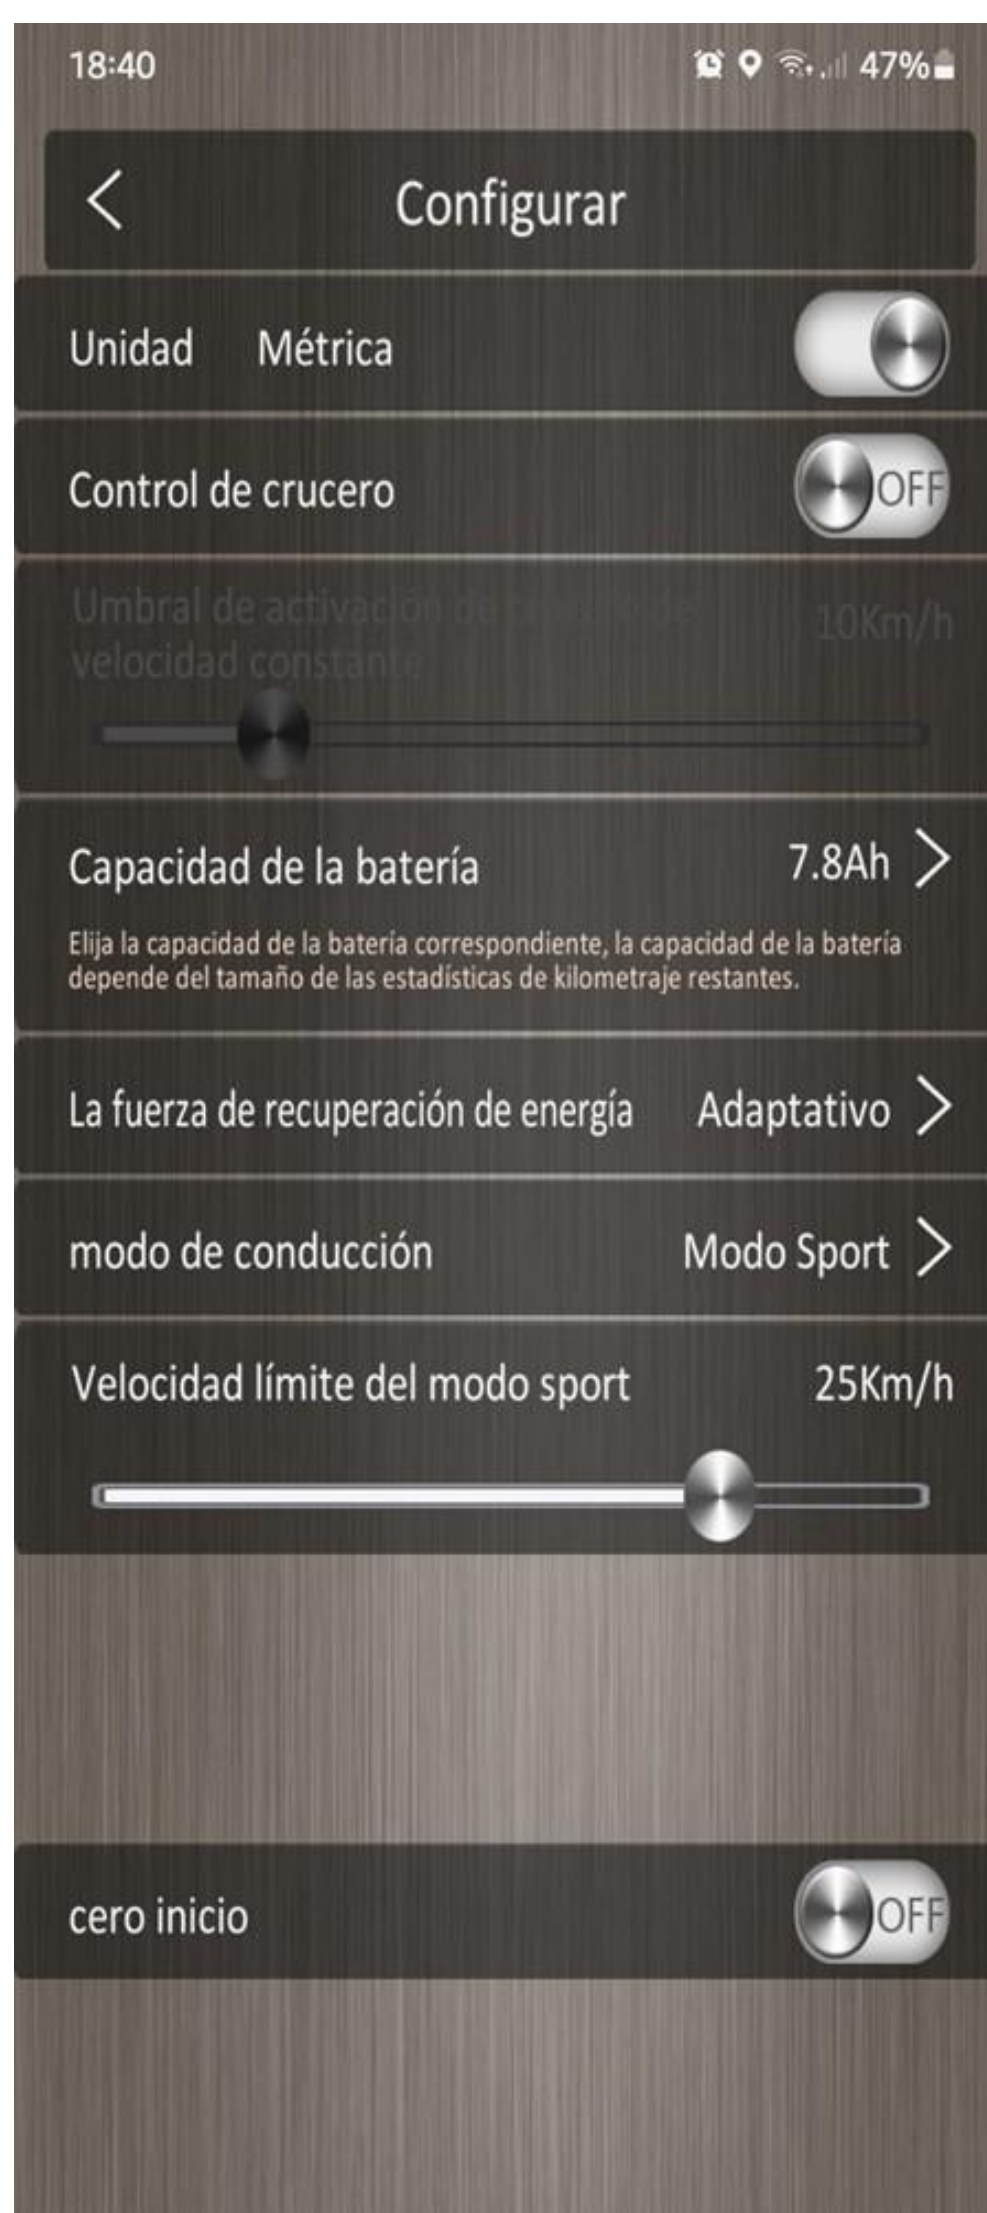 18:40 47%
Configurar
Unidad Métrica
Control de crucero OFF
Umbral de activación de de
velocidad constante
10Km/h
Capacidad de la batería 7.8Ah
Elija la capacidad de la batería correspondiente, la capacidad de la batería
depende del tamaño de las estadísticas de kilometraje restantes.
La fuerza de recuperación de energía Adaptativo
modo de conducción Modo Sport
Velocidad límite del modo sport 25Km/h
cero inicio OFF